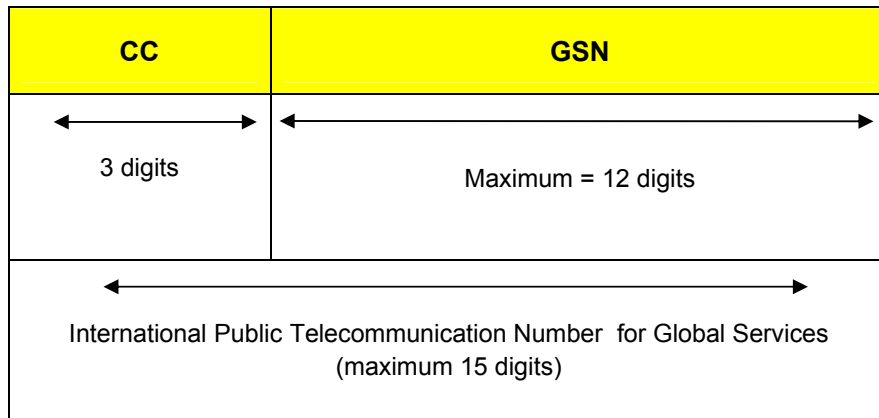 CC
GSN
3 digits
Maximum = 12 digits
International Public Telecommunication Number for Global Services
(maximum 15 digits)